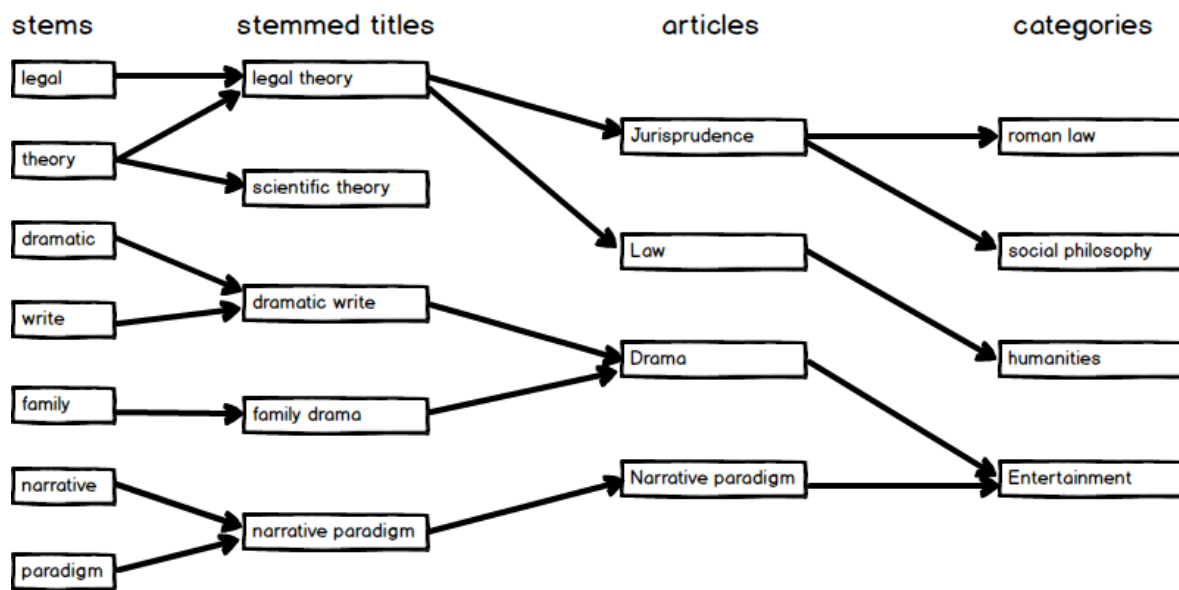 stems
stemmed titles
articles
categories
legal
theory
dramatic
write
family
narrative
paradigm
legal theory
scientific theory
dramatic write
family drama
narrative paradigm
Jurisprudence
Law
Drama
Narrative paradigm
roman law
social philosophy
humanities
Entertainment